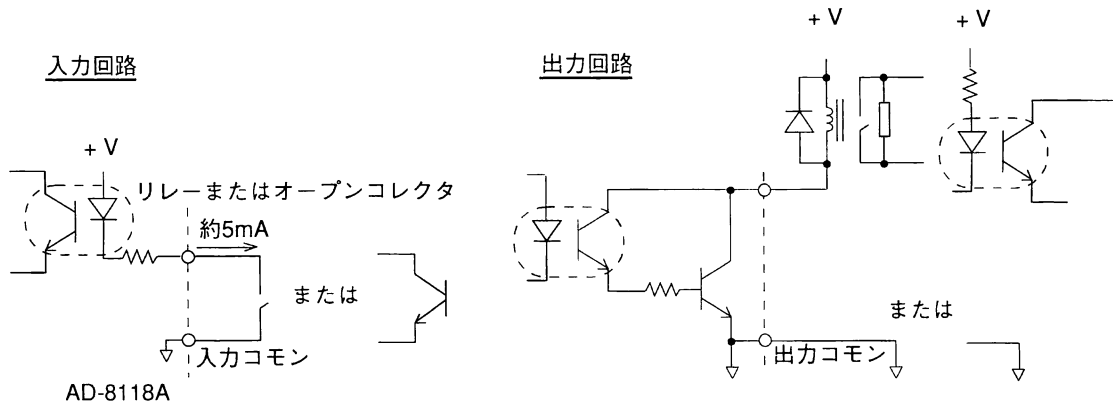 入力回路
+V
リレーまたはオープンコレクタ
約5mA
または
入力コモン
AD-8118A
出力回路
+V
+V
または
出力コモン